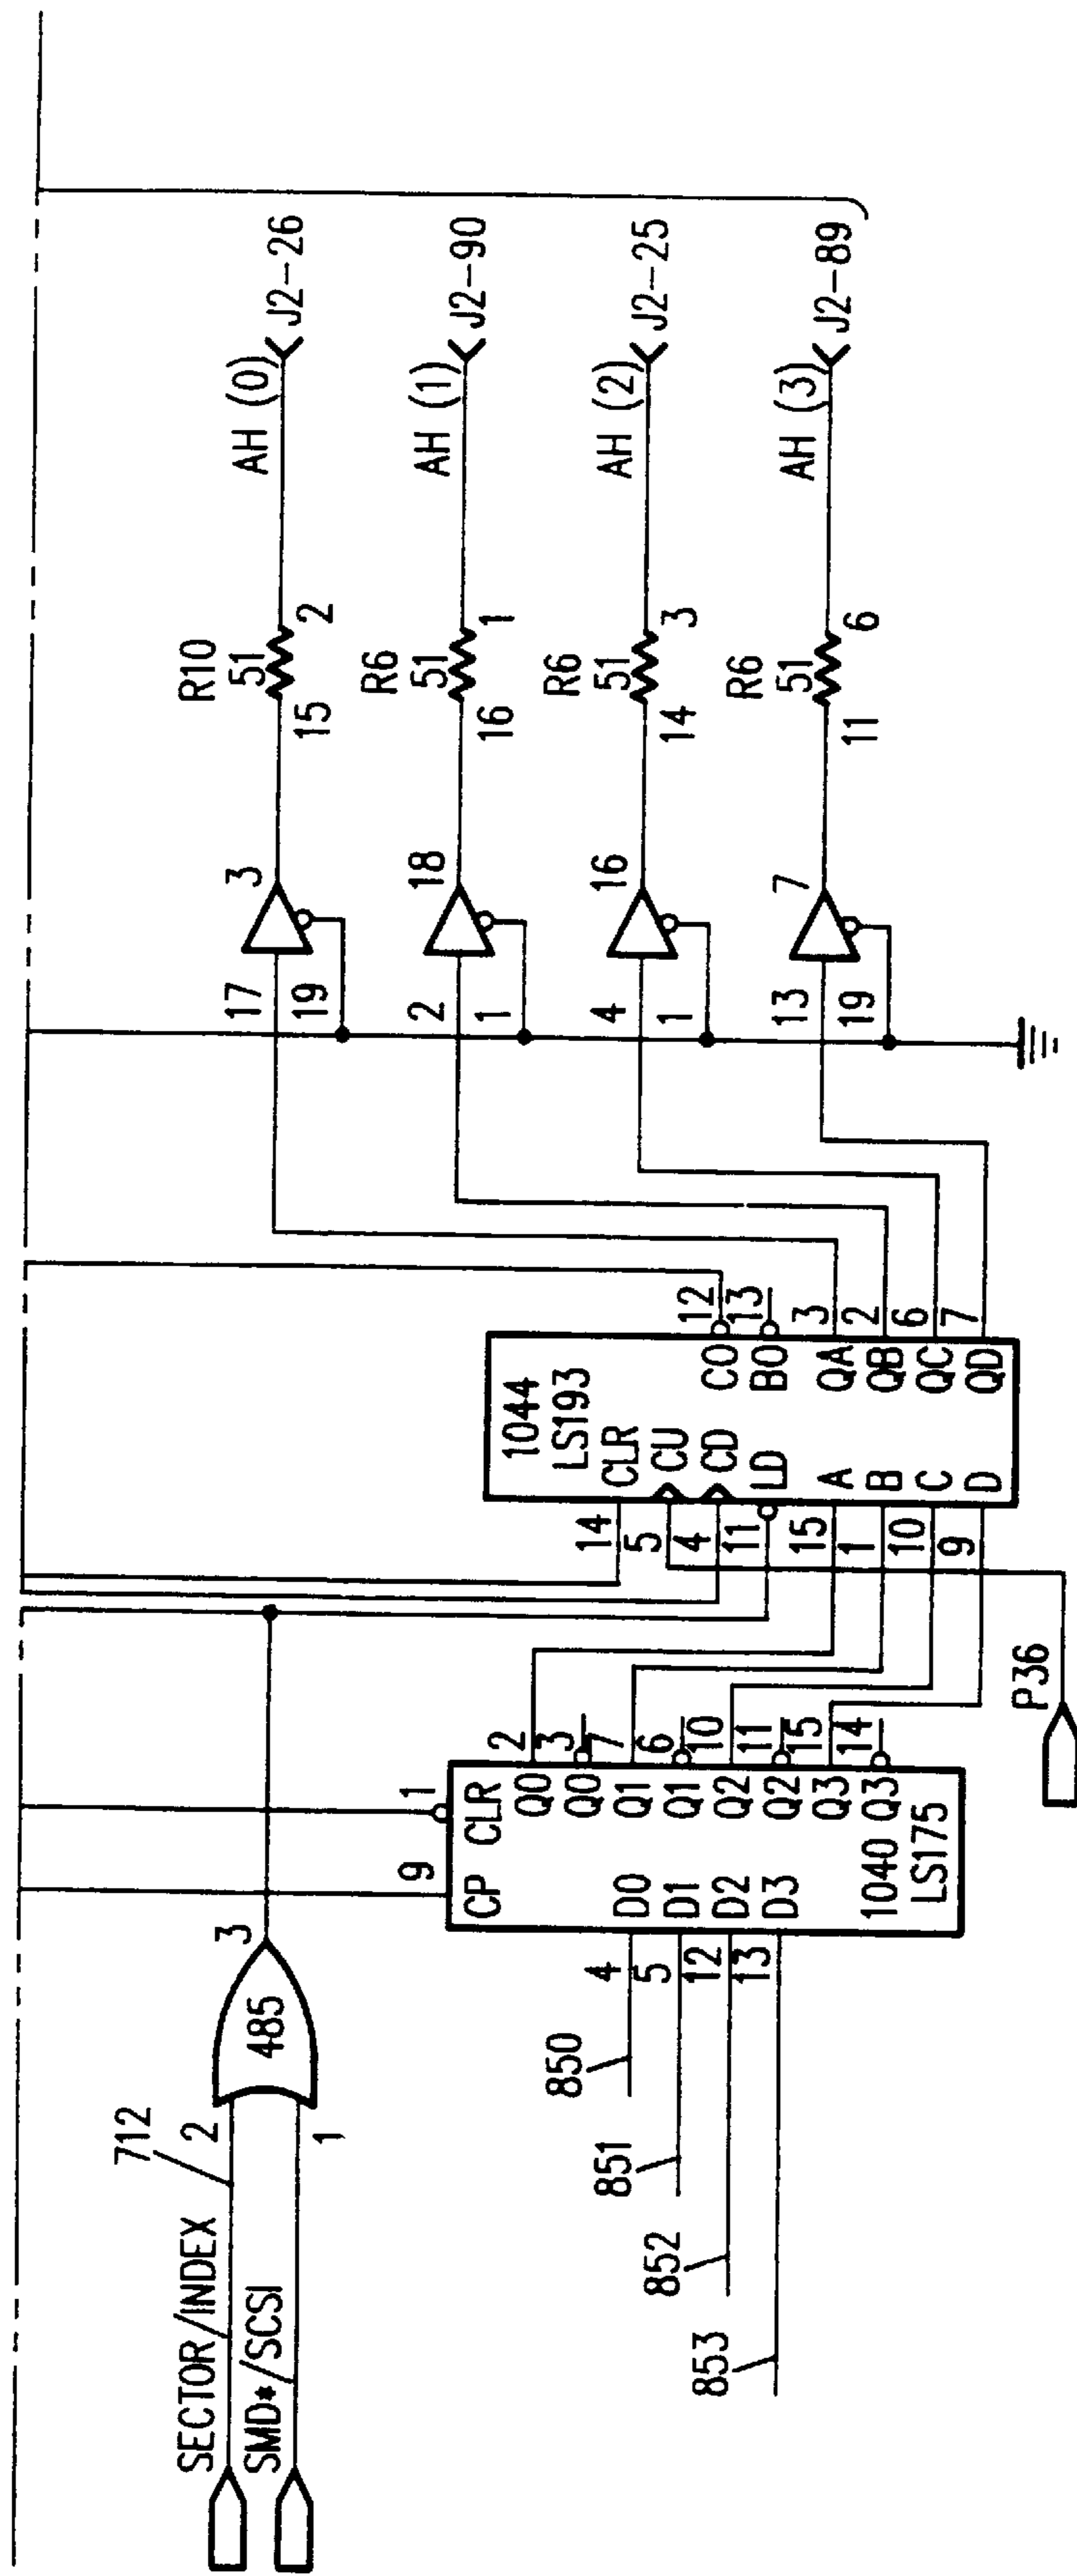 SECTOR/INDEX
712
SMD*/SCSI
2
1
485
3
850
851
852
853
4
5
12
13
9
1
CP CLR
D0
D1
D2
D3
Q0
Q0
Q1
Q1
Q2
Q2
Q3
Q3
1040
LS175
2
3
7
6
10
11
15
14
P36
14
5
4
11
15
1
10
9
1044
LS193
CLR
CU
CD
LD
A
B
C
D
CO
BO
QA
QB
QC
QD
12
13
3
2
6
7
17
19
3
R10
51
15
2
AH (0)
J2-26
2
1
18
R6
51
16
1
AH (1)
J2-90
4
1
16
R6
51
14
3
AH (2)
J2-25
13
19
7
R6
51
11
6
AH (3)
J2-89